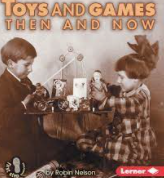 TOYS AND GAMES
THEN AND NOW
by Robin Nelson
Lerner